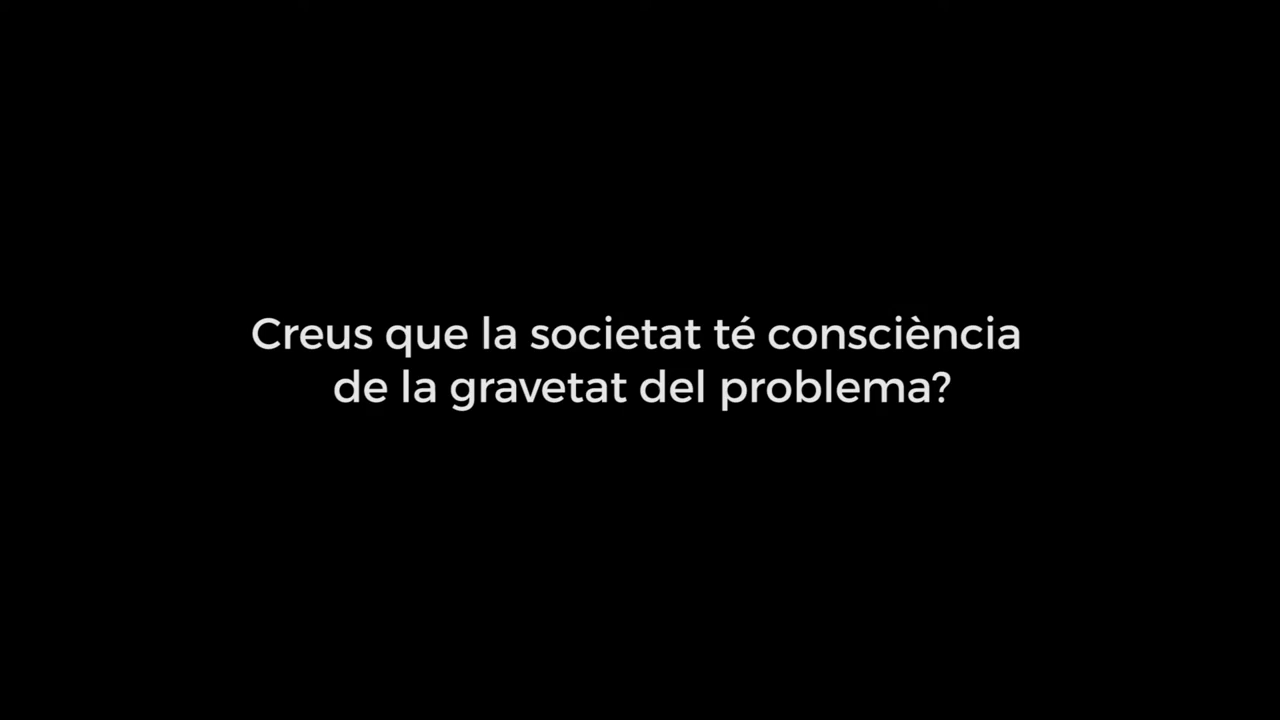 Creus que la societat té consciència
de la gravetat del problema?